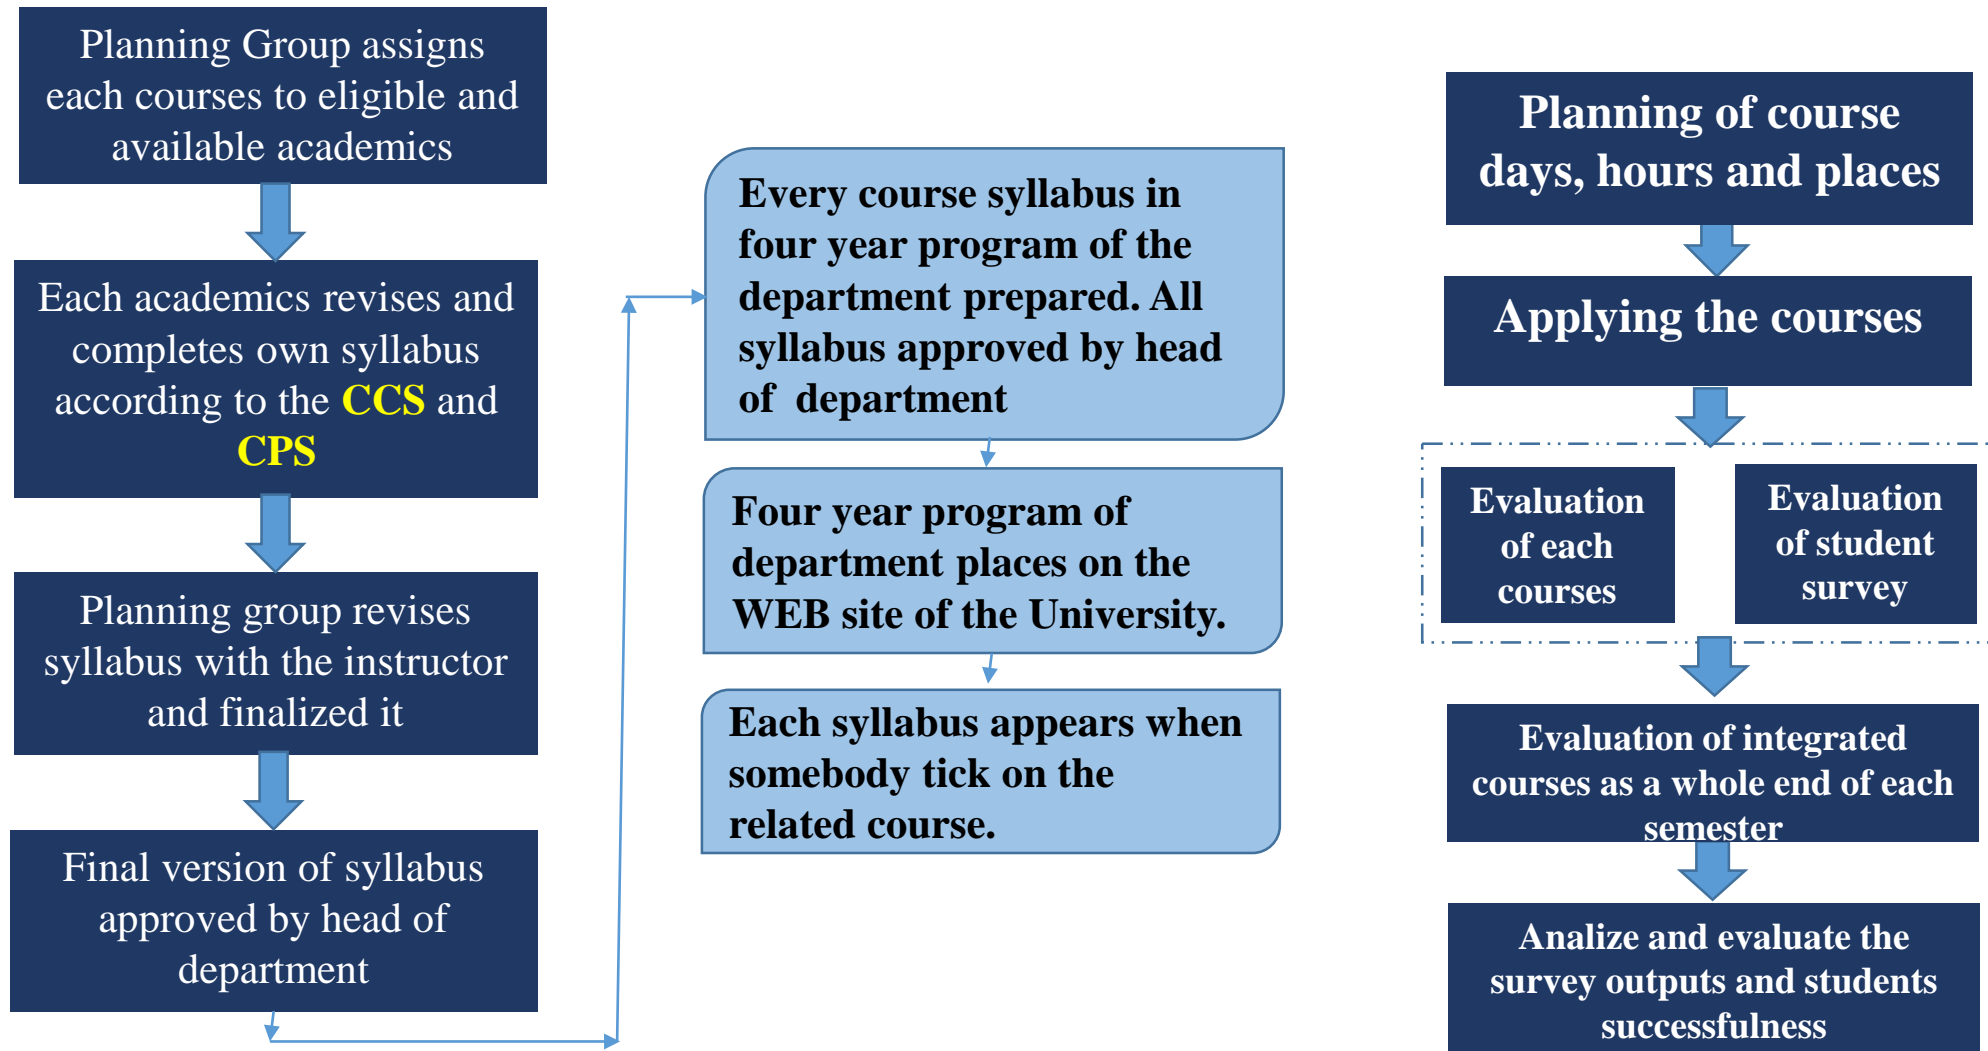 Planning Group assigns
each courses to eligible and
available academics
Each academics revises and
completes own syllabus
according to the CCS and
CPS
Planning group revises
syllabus with the instructor
and finalized it
Final version of syllabus
approved by head of
department
Every course syllabus in
four year program of the
department prepared. All
syllabus approved by head
of department
Four year program of
department places on the
WEB site of the University.
Each syllabus appears when
somebody tick on the
related course.
Planning of course
days, hours and places
Applying the courses
Evaluation
of each
courses
Evaluation
of student
survey
Evaluation of integrated
courses as a whole end of each
semester
Analize and evaluate the
survey outputs and students
successfulness